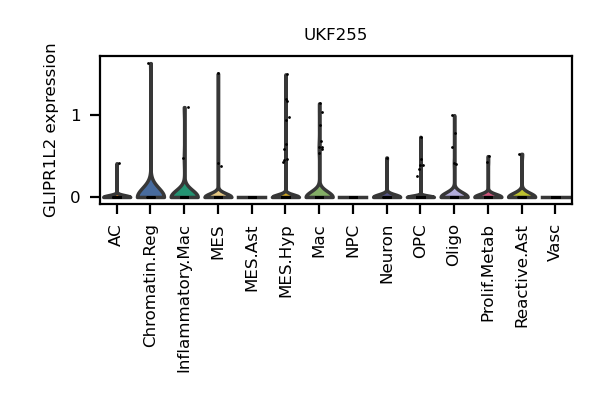 UKF255
GLIPR1L2 expression
1
0
AC
Chromatin.Reg
Inflammatory.Mac
MES
MES.Ast
MES.Hyp
Mac
NPC
Neuron
OPC
Oligo
Prolif.Metab
Reactive.Ast
Vasc